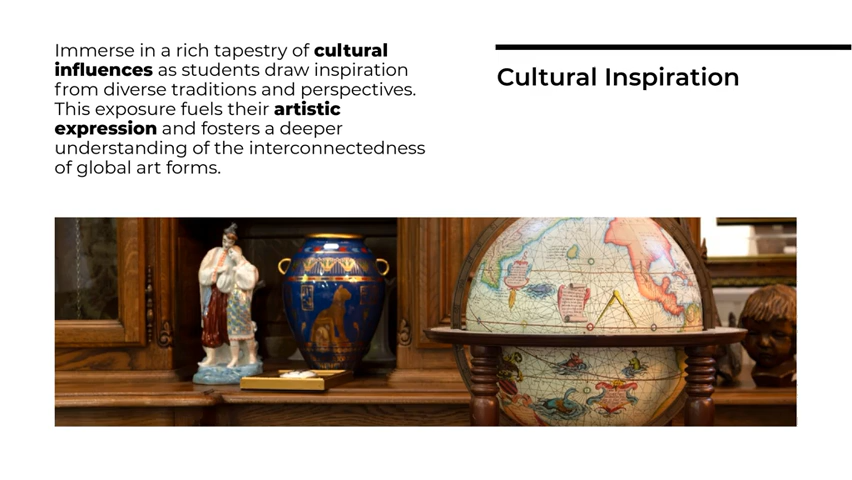 Immerse in a rich tapestry of cultural
influences as students draw inspiration
from diverse traditions and perspectives.
This exposure fuels their artistic
expression and fosters a deeper
understanding of the interconnectedness
of global art forms.
Cultural Inspiration